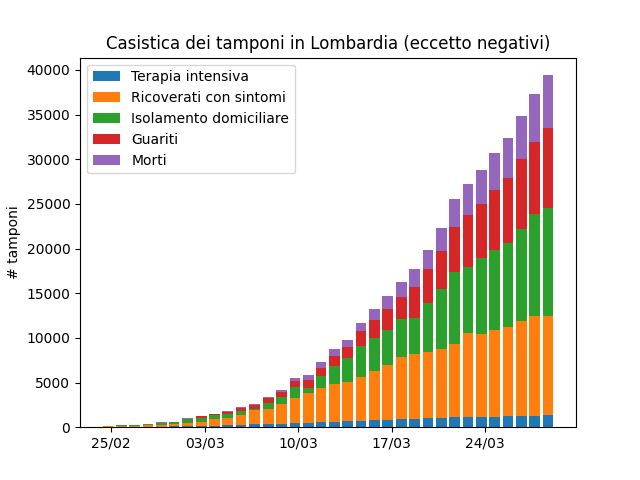 Casistica dei tamponi in Lombardia (eccetto negativi)
40000
35000
30000
25000
20000
15000
10000
5000
0
# tamponi
Terapia intensiva
Ricoverati con sintomi
Isolamento domiciliare
Guariti
Morti
25/02 03/03 10/03 17/03 24/03